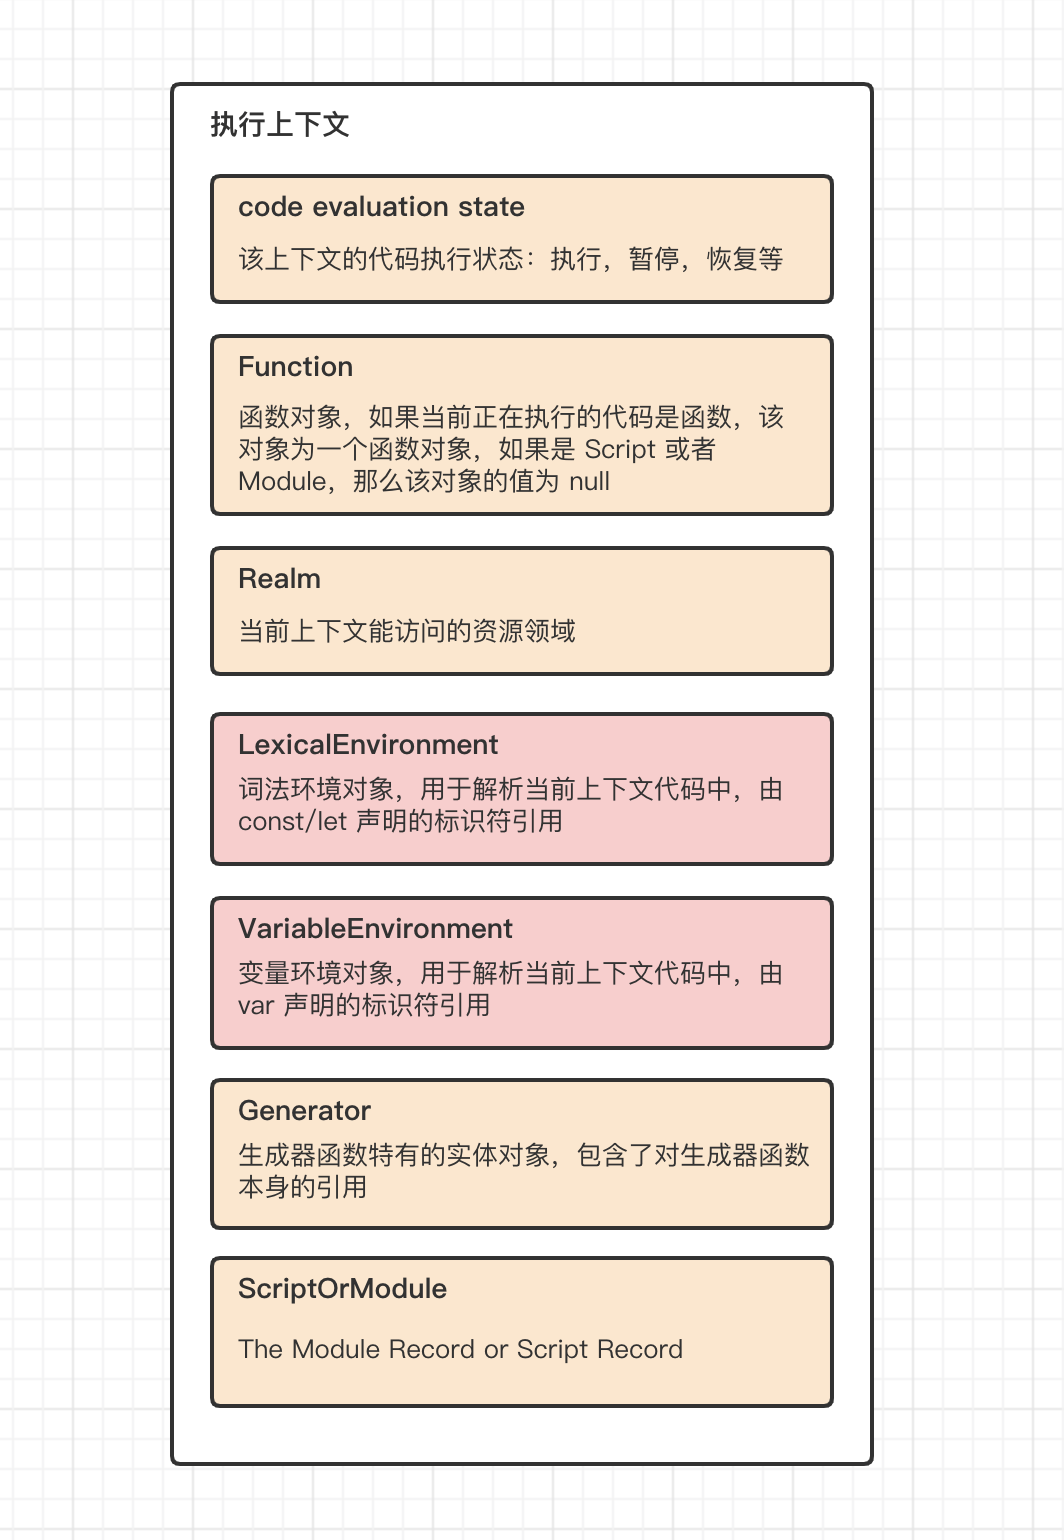 执行上下文
code evaluation state
该上下文的代码执行状态：执行，暂停，恢复等
Function
函数对象，如果当前正在执行的代码是函数，该
对象为一个函数对象，如果是 Script 或者
Module，那么该对象的值为 null
Realm
当前上下文能访问的资源领域
LexicalEnvironment
词法环境对象，用于解析当前上下文代码中，由
const/let 声明的标识符引用
VariableEnvironment
变量环境对象，用于解析当前上下文代码中，由
var 声明的标识符引用
Generator
生成器函数特有的实体对象，包含了对生成器函数
本身的引用
ScriptOrModule
The Module Record or Script Record